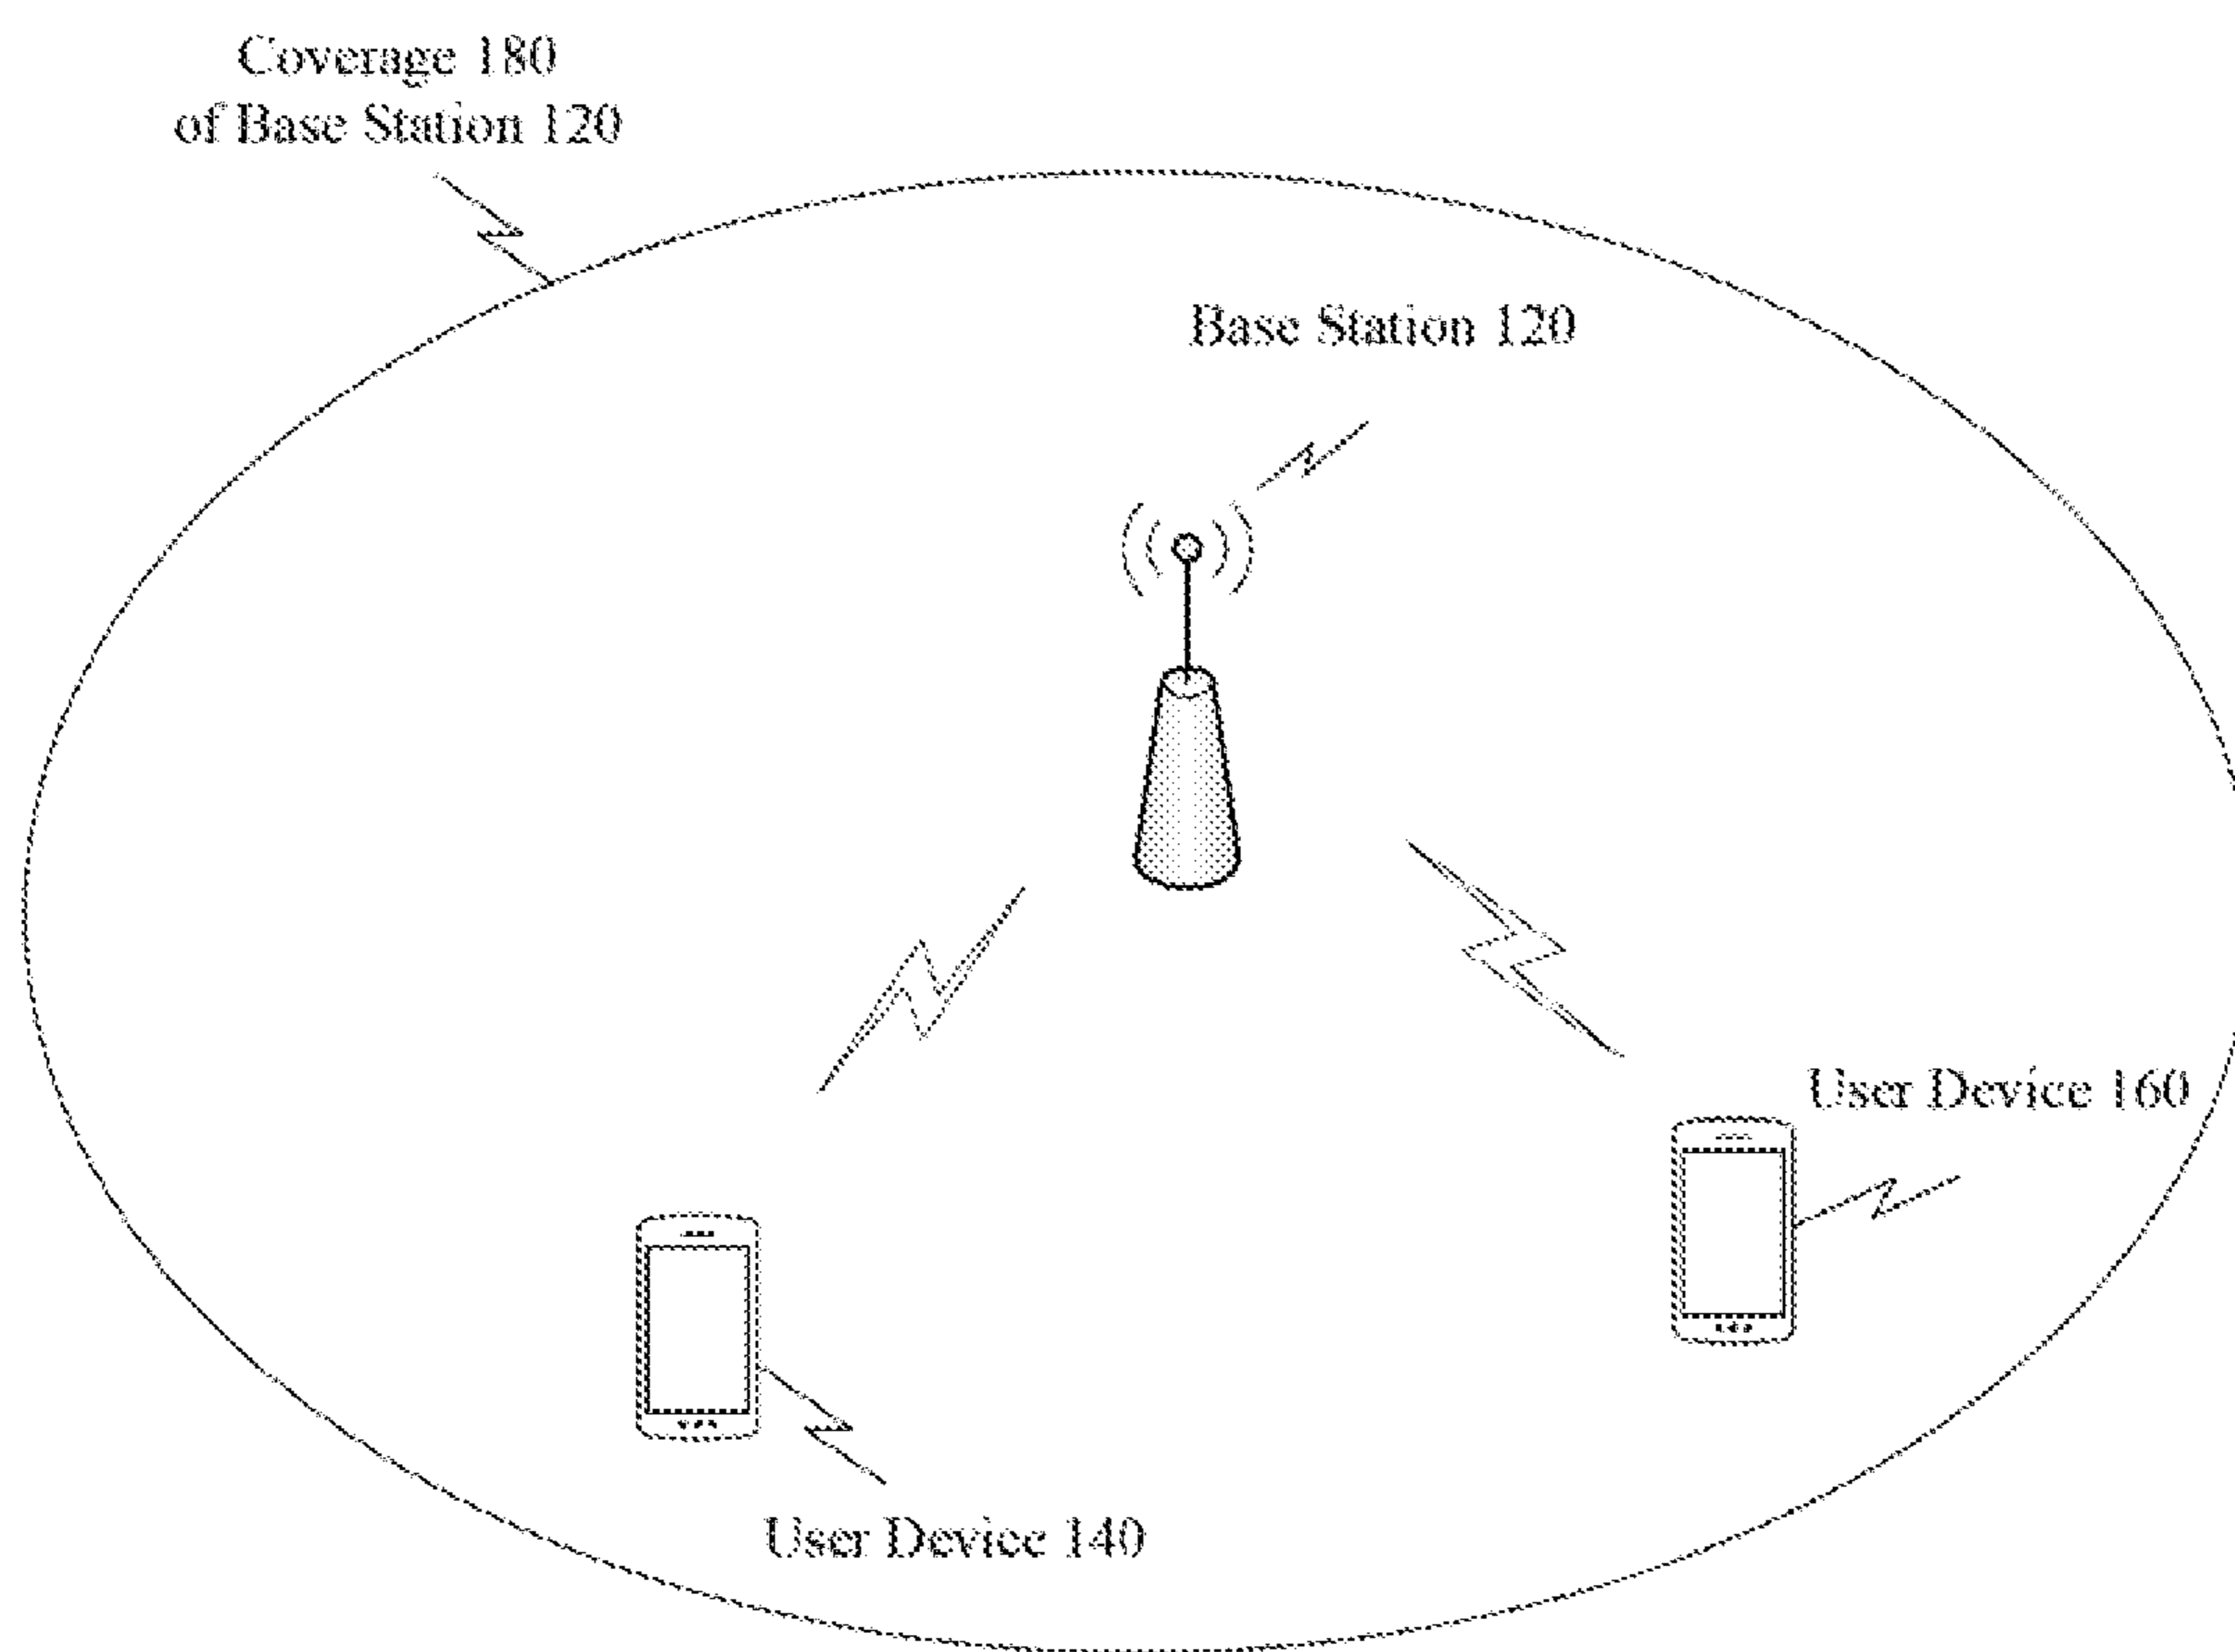 Coverage 180
of Base Station 120
Base Station 120
User Device 160
User Device 140